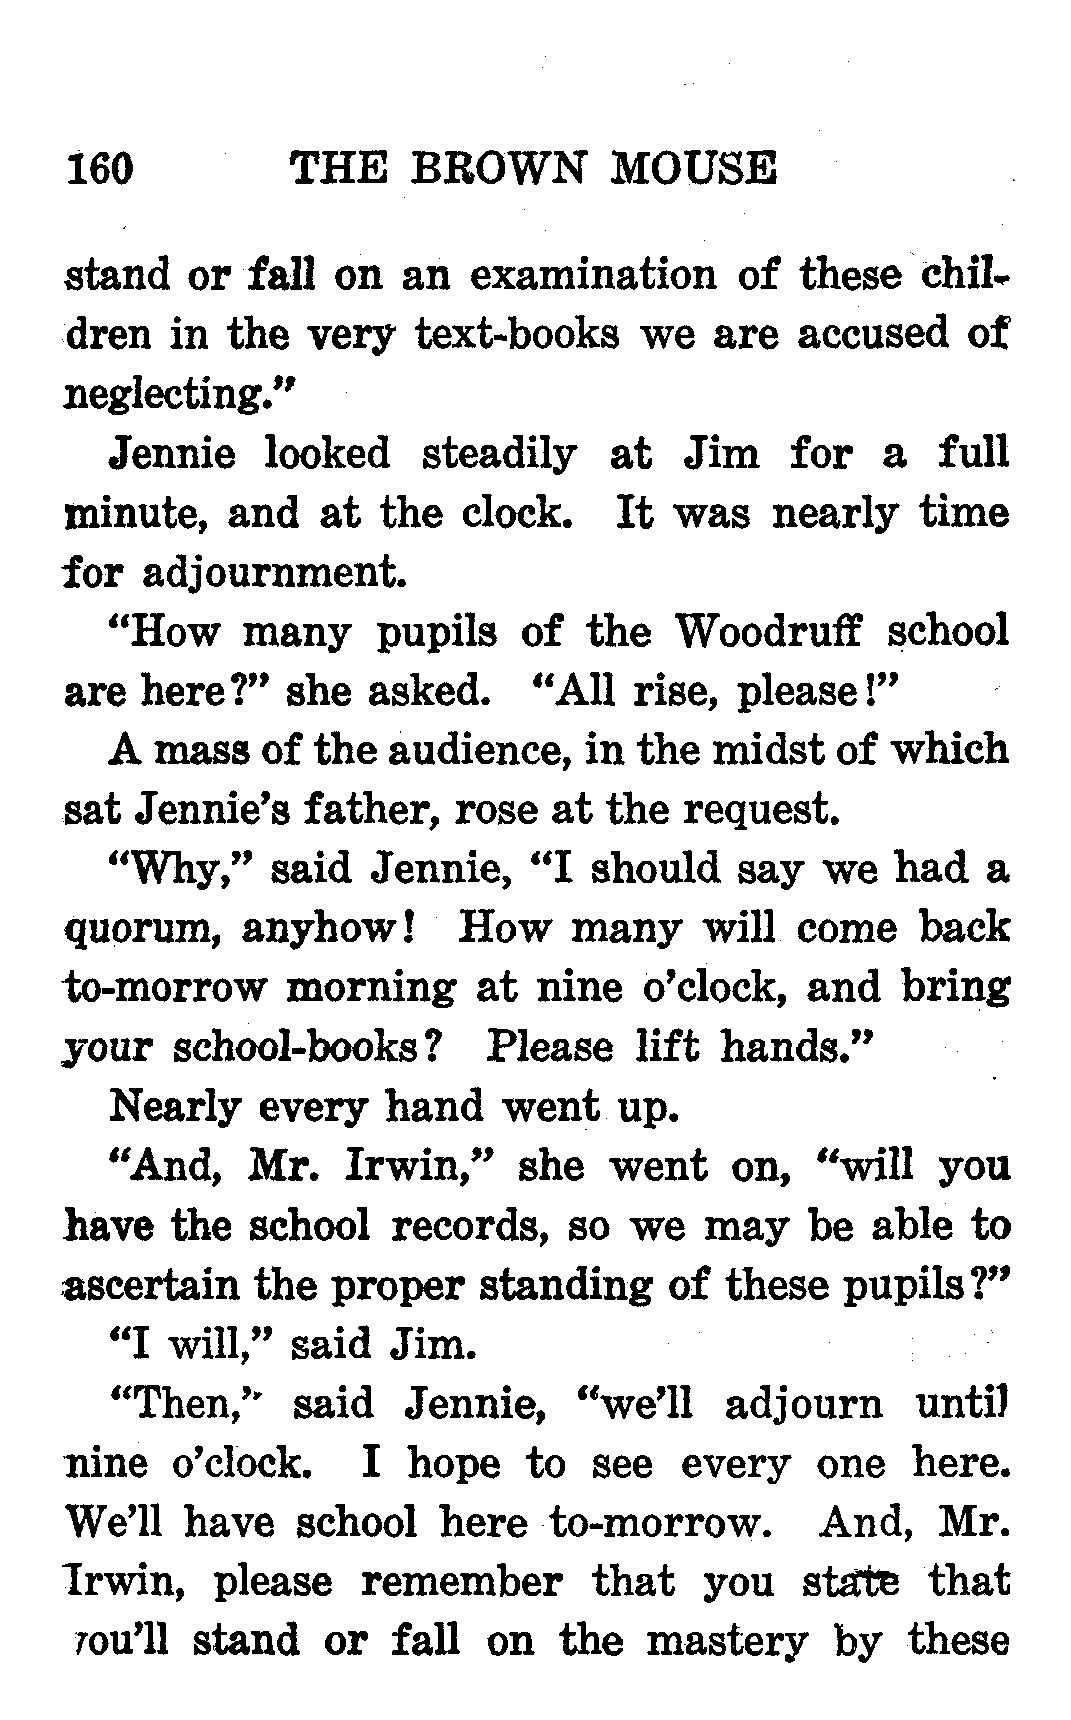 160 THE BROWN MOUSE
stand or fall on an examination of these chil-
dren in the very text-books we are accused of
neglecting."
Jennie looked steadily at Jim for a full
minute, and at the clock. It was nearly time
for adjournment.
"How many pupils of the Woodruff school
are here?" she asked. "All rise, please!"
A mass of the audience, in the midst of which
sat Jennie's father, rose at the request.
"Why," said Jennie, "I should say we had a
quorum, anyhow! How many will come back
to-morrow morning at nine o'clock, and bring
your school-books? Please lift hands."
Nearly every hand went up.
"And, Mr. Irwin," she went on, "will you
have the school records, so we may be able to
ascertain the proper standing of these pupils?"
"I will," said Jim.
"Then," said Jennie, "we'll adjourn until
nine o'clock. I hope to see every one here.
We'll have school here to-morrow. And, Mr.
Irwin, please remember that you state that
you'll stand or fall on the mastery by these